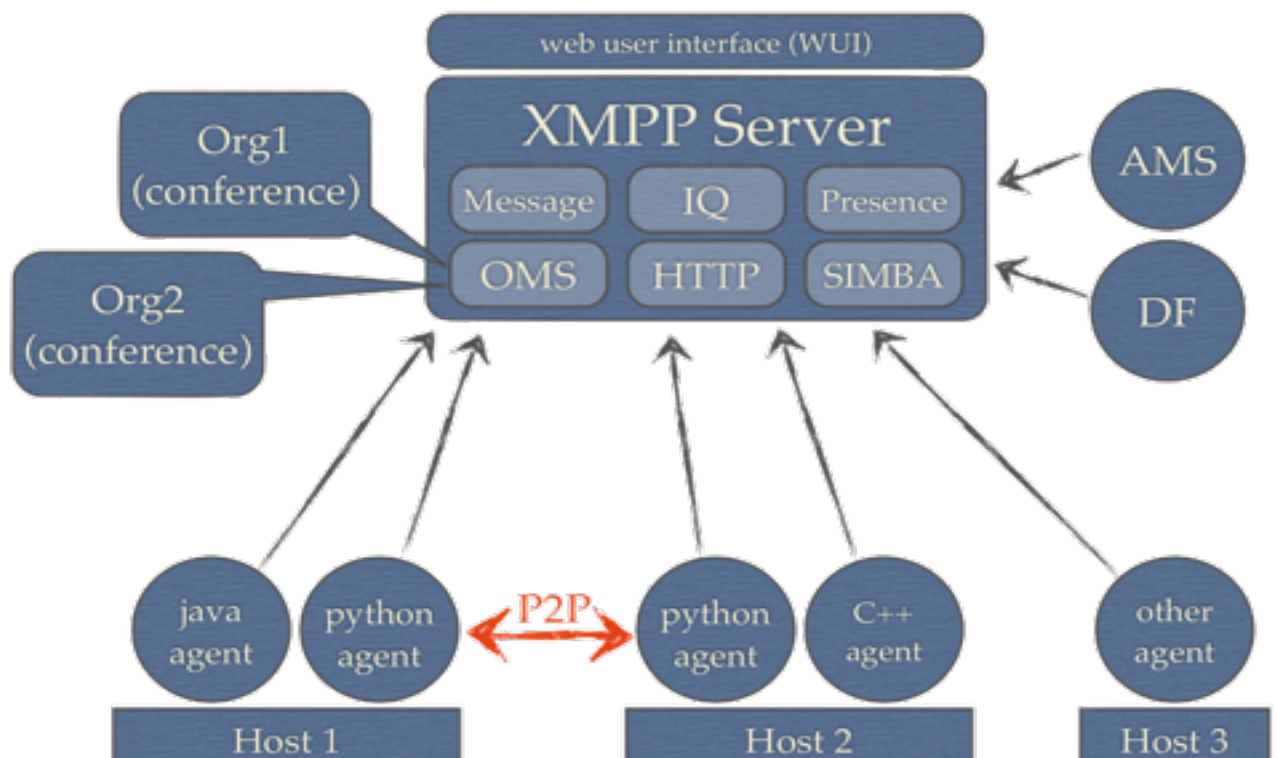 web user interface (WUI)
XMPP Server
Message
IQ
Presence
OMS
HTTP
SIMBA
Org1
(conference)
Org2
(conference)
AMS
DF
java
agent
python
agent
P2P
python
agent
C++
agent
other
agent
Host 1
Host 2
Host 3